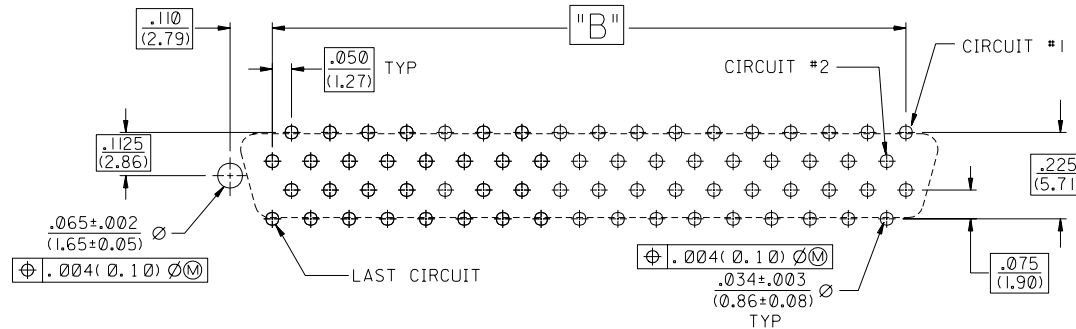 .110
(2.79)
"B"
.050
(1.27)
TYP
CIRCUIT #1
CIRCUIT #2
.1125
(2.86)
.225
(5.71
.065±.002
(1.65±0.05)
Ø
⌖ .004(0.10)ØⓂ
LAST CIRCUIT
⌖ .004(0.10)ØⓂ
.034±.003
(0.86±0.08)
Ø
TYP
.075
(1.90)